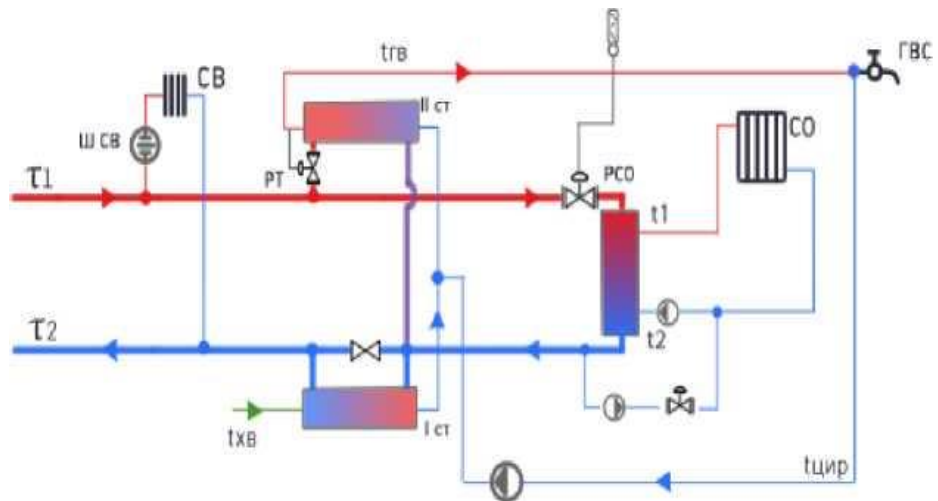 tгв
ГВС
СВ
II ст
СО
Ш СВ
РТ
РСО
τ1
t1
τ2
t2
I ст
tхв
tцир